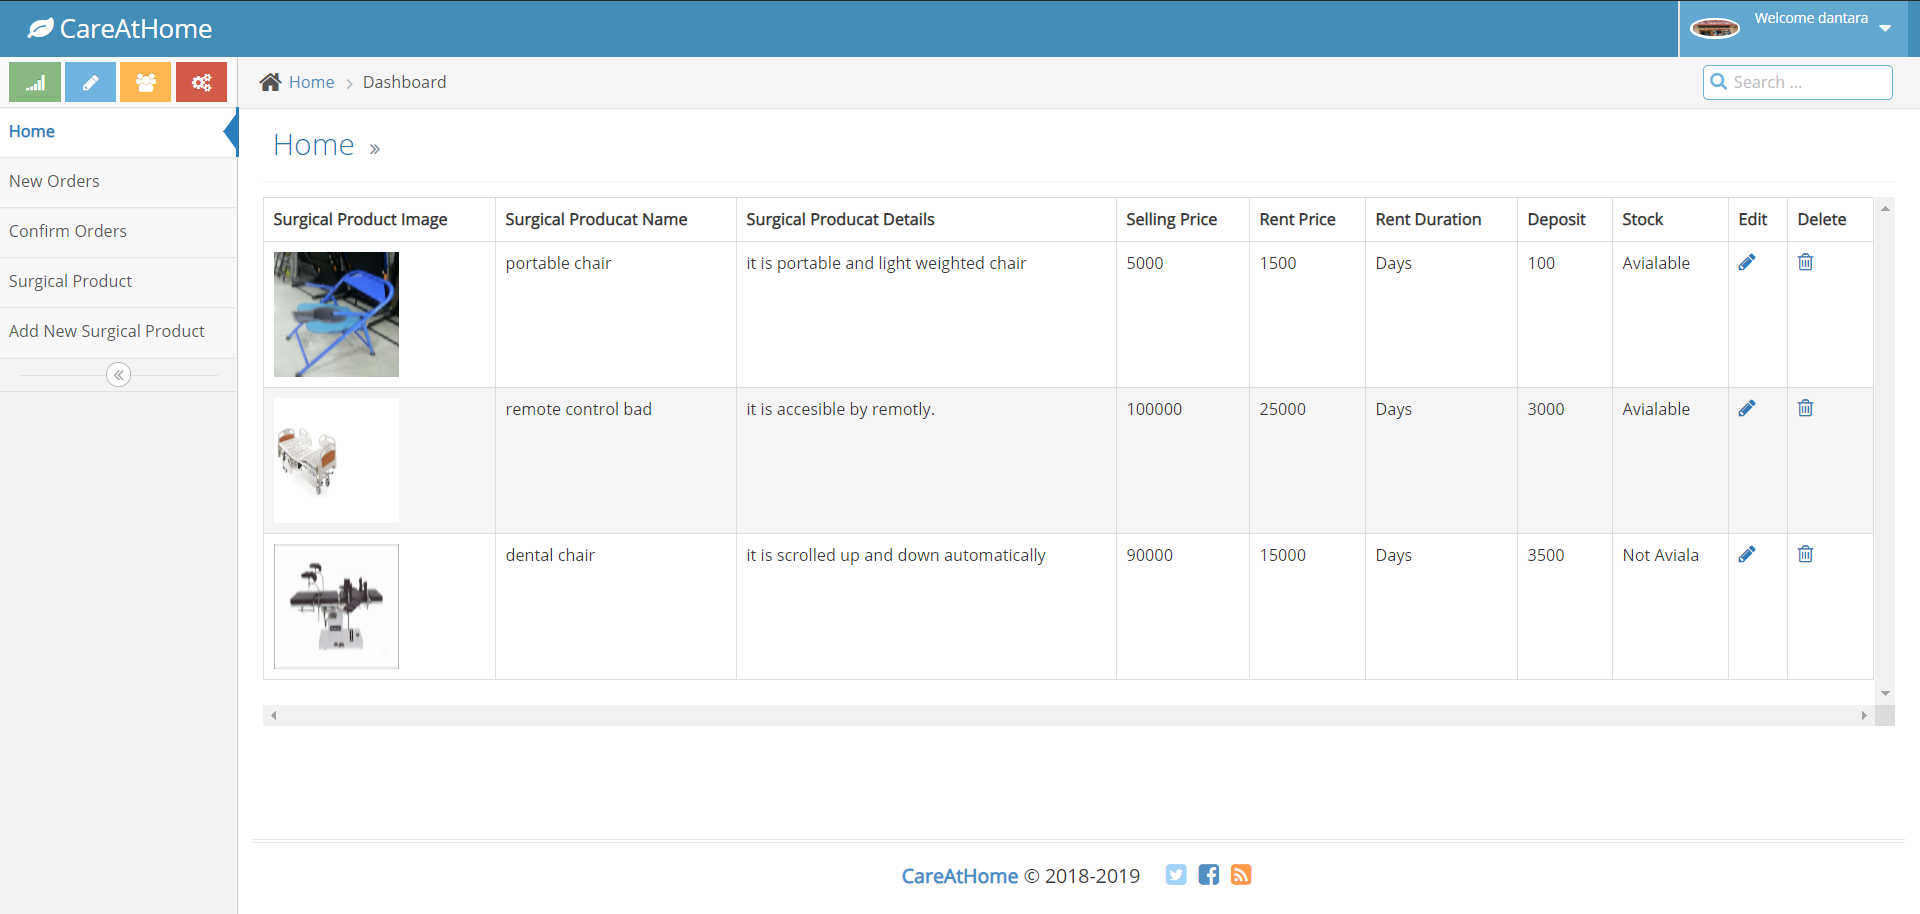 CareAtHome
Welcome dantara
Home Dashboard
Search ...
Home
New Orders
Confirm Orders
Surgical Product
Add New Surgical Product
Home
Surgical Product Image Surgical Producat Name Surgical Producat Details Selling Price Rent Price Rent Duration Deposit Stock Edit Delete
portable chair it is portable and light weighted chair 5000 1500 Days 100 Avialable
remote control bad it is accesible by remotly. 100000 25000 Days 3000 Avialable
dental chair it is scrolled up and down automatically 90000 15000 Days 3500 Not Aviala
CareAtHome © 2018-2019